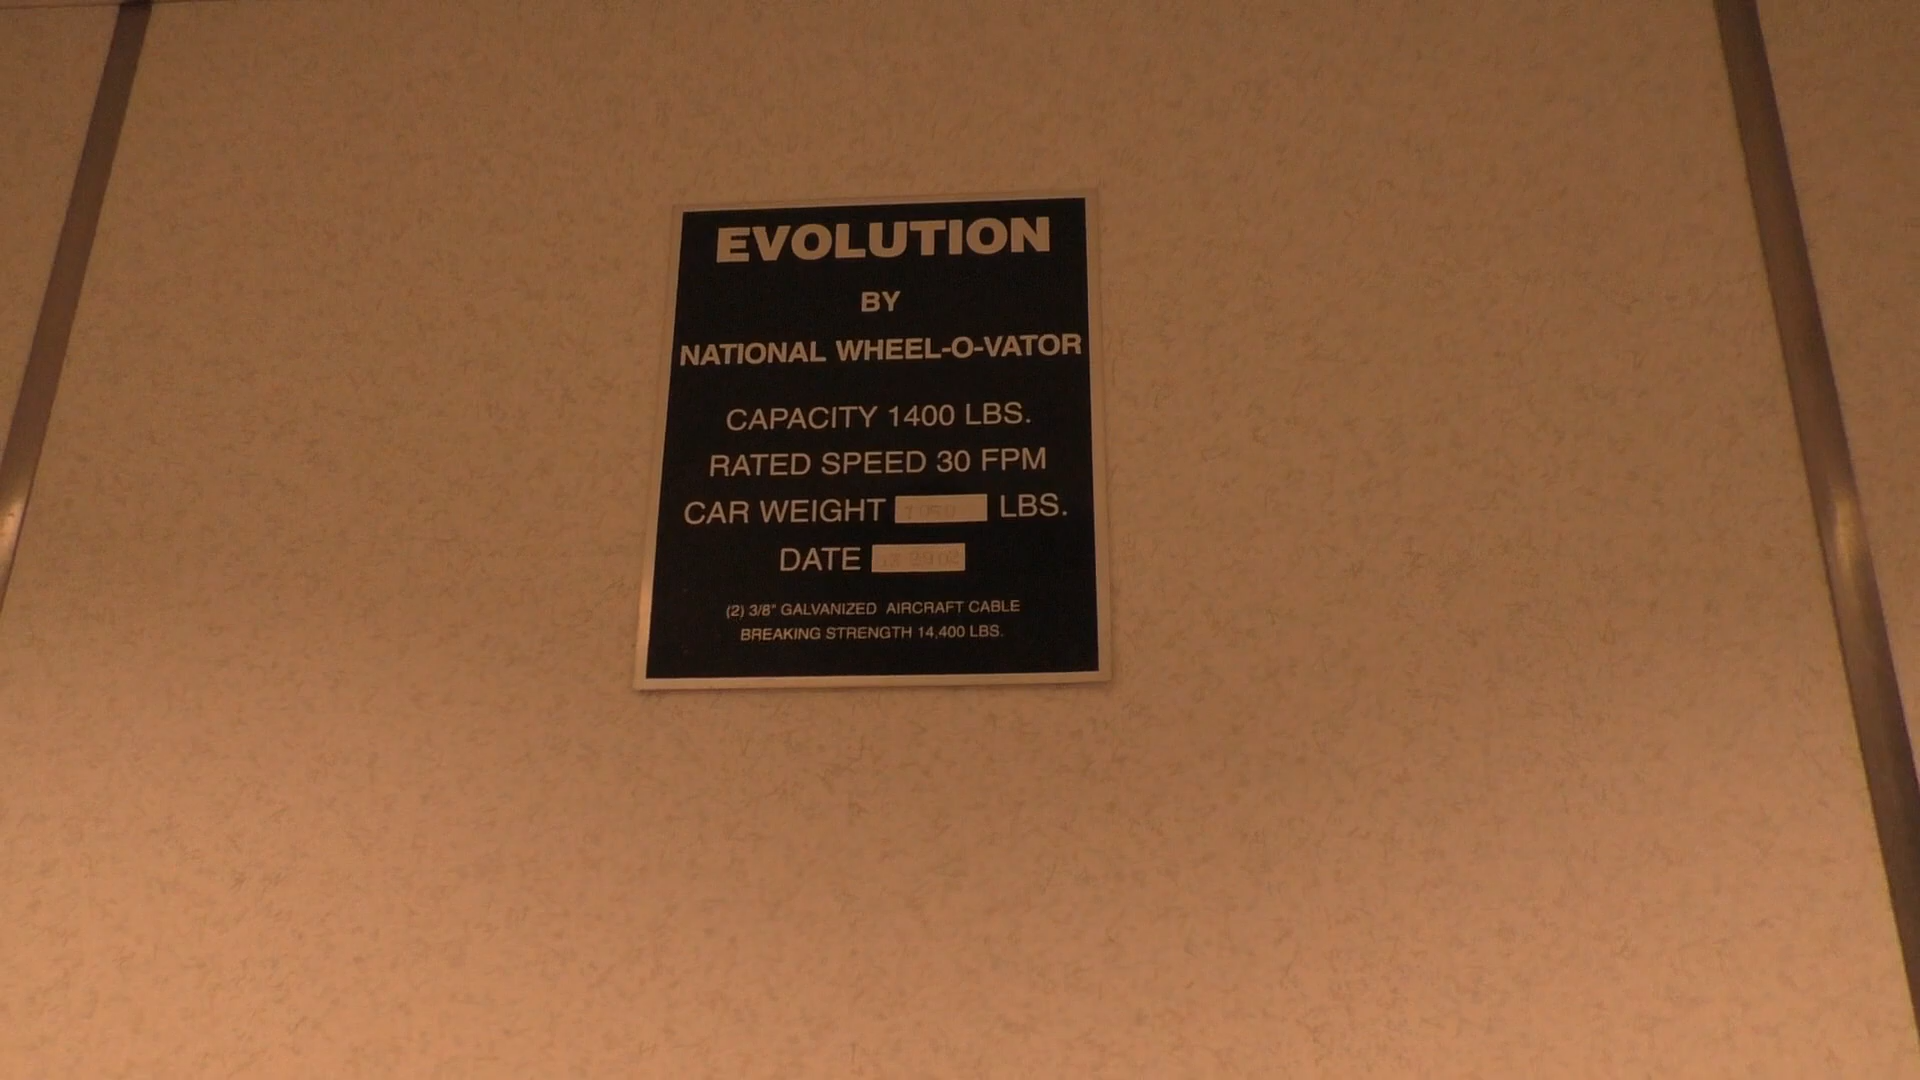 EVOLUTION
BY
NATIONAL WHEEL-O-VATOR
CAPACITY 1400 LBS.
RATED SPEED 30 FPM
CAR WEIGHT LBS.
DATE
(2) 3/8" GALVANIZED AIRCRAFT CABLE
BREAKING STRENGTH 14,400 LBS.